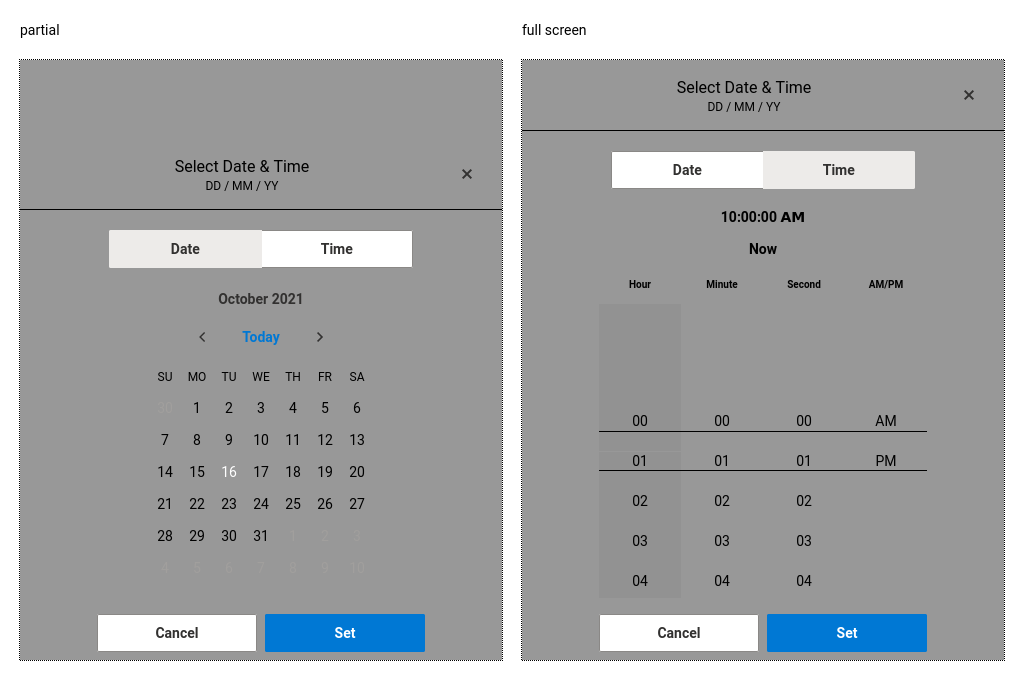 partial
Select Date & Time
DD / MM / YY
×
Date Time
October 2021
Today
SU MO TU WE TH FR SA
30 1 2 3 4 5 6
7 8 9 10 11 12 13
14 15 16 17 18 19 20
21 22 23 24 25 26 27
28 29 30 31 1 2 3
4 5 6 7 8 9 10
Cancel Set
full screen
Select Date & Time
DD / MM / YY
×
Date Time
10:00:00 AM
Now
Hour Minute Second AM/PM
00 00 00 AM
01 01 01 PM
02 02 02
03 03 03
04 04 04
Cancel Set